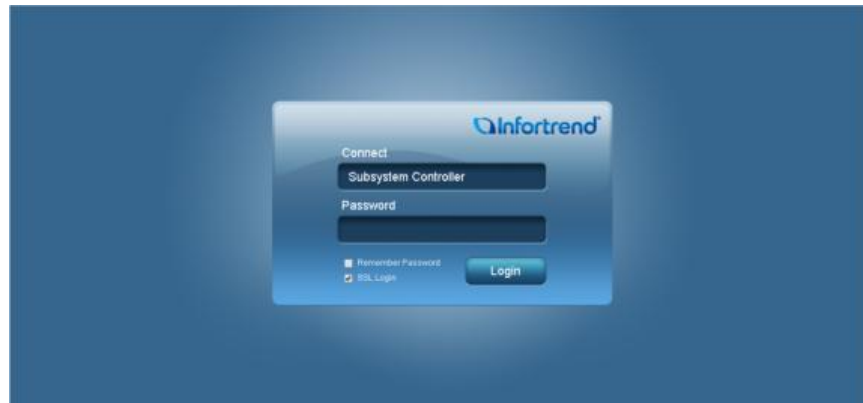 Infortrend
Connect
Subsystem Controller
Password
Remember Password
SSL Login
Login